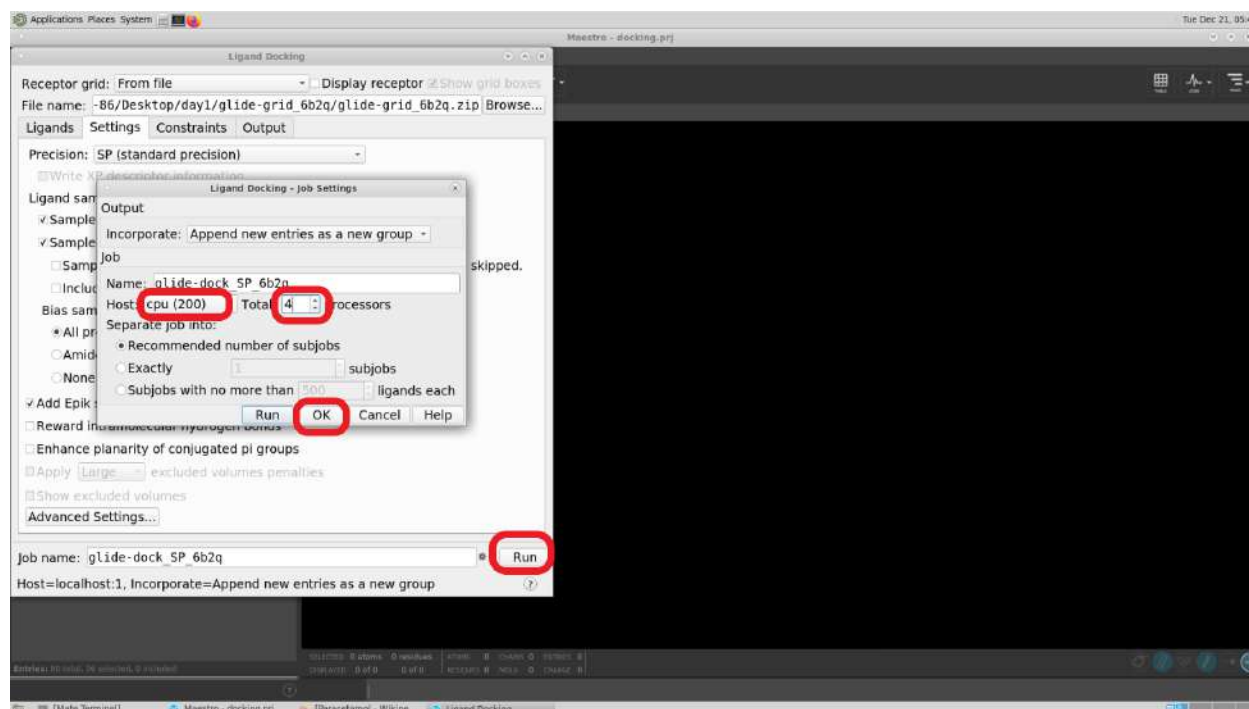 Applications Places System
Tue Dec 21, 05:4
Maestro - docking.prj
Ligand Docking
Receptor grid: From file Display receptor Show grid boxes
File name: -86/Desktop/day1/glide-grid_6b2q/glide-grid_6b2q.zip Browse...
Ligands Settings Constraints Output
Precision: SP (standard precision)
Write XP descriptor information
Ligand Docking - Job Settings
Ligand sam
Output
Sample
Incorporate: Append new entries as a new group
Sample
Job
Samp skipped.
Name: glide-dock_SP_6b2q
Includ
Host: cpu (200) Total 4 processors
Bias sam
Separate job into:
All pr
Recommended number of subjobs
Amid
Exactly 1 subjobs
None
Subjobs with no more than 500 ligands each
Add Epik s
Run OK Cancel Help
Reward intramolecular hydrogen bonds
Enhance planarity of conjugated pi groups
Apply Large excluded volumes penalties
Show excluded volumes
Advanced Settings...
Job name: glide-dock_SP_6b2q Run
Host=localhost:1, Incorporate=Append new entries as a new group
[Mate Terminal] Maestro - docking.prj [Paracetamol - Wikipe Ligand Docking